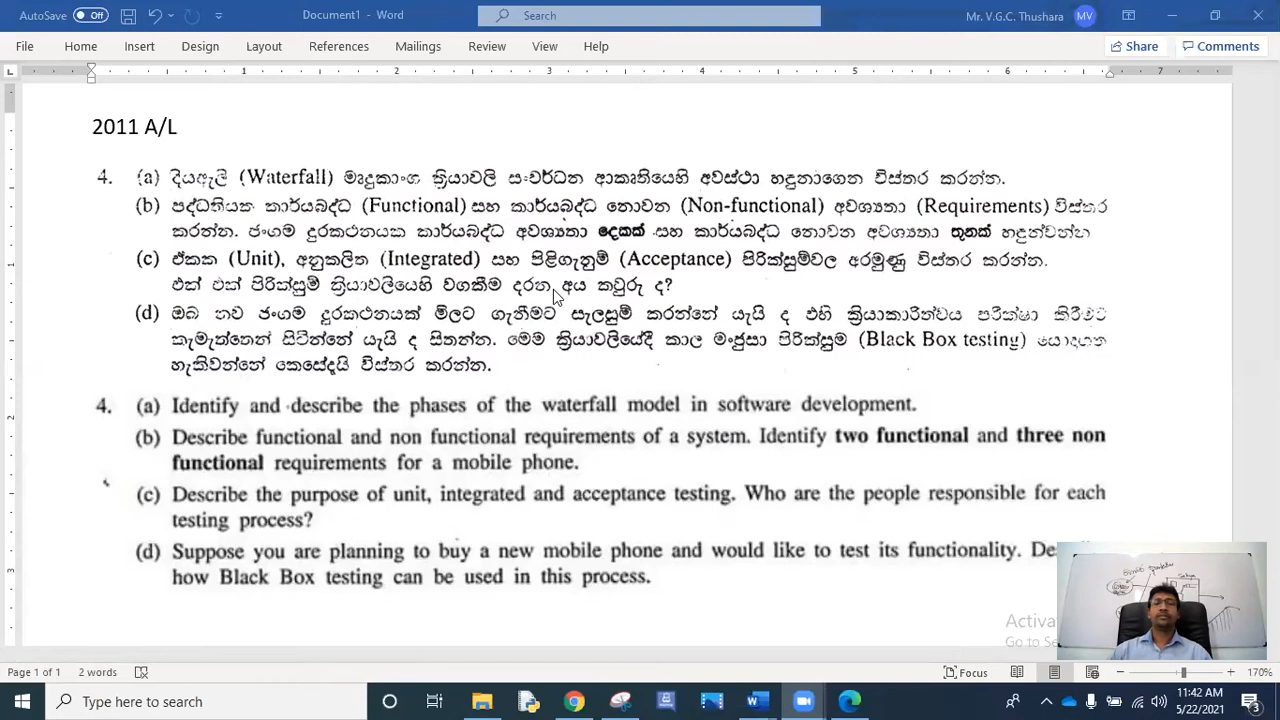 AutoSave Off
Document1 - Word
Search
Mr. V.G.C. Thushara MV
File Home Insert Design Layout References Mailings Review View Help
Share Comments
1 2 3 4 5 6 7
2011 A/L
4. (a) දියඇලි (Waterfall) මෘදුකාංග ක්‍රියාවලි සංවර්ධන ආකෘතියෙහි අවස්ථා හඳුනාගෙන විස්තර කරන්න.
(b) පද්ධතියක කාර්යබද්ධ (Functional) සහ කාර්යබද්ධ නොවන (Non-functional) අවශ්‍යතා (Requirements) විස්තර
කරන්න. ජංගම දුරකථනයක කාර්යබද්ධ අවශ්‍යතා දෙකක් සහ කාර්යබද්ධ නොවන අවශ්‍යතා තුනක් හඳුන්වන්න
(c) ඒකක (Unit), අනුකලිත (Integrated) සහ පිළිගැනුම් (Acceptance) පිරික්සුම්වල අරමුණු විස්තර කරන්න.
එක් එක් පිරික්සුම් ක්‍රියාවලියෙහි වගකීම දරන අය කවුරු ද?
(d) ඔබ නව ජංගම දුරකථනයක් මිලට ගැනීමට සැලසුම් කරන්නේ යැයි ද එහි ක්‍රියාකාරීත්වය පරීක්ෂා කිරීමට
කැමැත්තෙන් සිටින්නේ යැයි ද සිතන්න. මෙම ක්‍රියාවලියේදී කාල මංජුසා පිරික්සුම (Black Box testing) යොදාගත
හැකිවන්නේ කෙසේදැයි විස්තර කරන්න.
4. (a) Identify and describe the phases of the waterfall model in software development.
(b) Describe functional and non functional requirements of a system. Identify two functional and three non
functional requirements for a mobile phone.
(c) Describe the purpose of unit, integrated and acceptance testing. Who are the people responsible for each
testing process?
(d) Suppose you are planning to buy a new mobile phone and would like to test its functionality.
how Black Box testing can be used in this process.
Page 1 of 1 2 words
Focus
170%
Type here to search
11:42 AM
5/22/2021
3